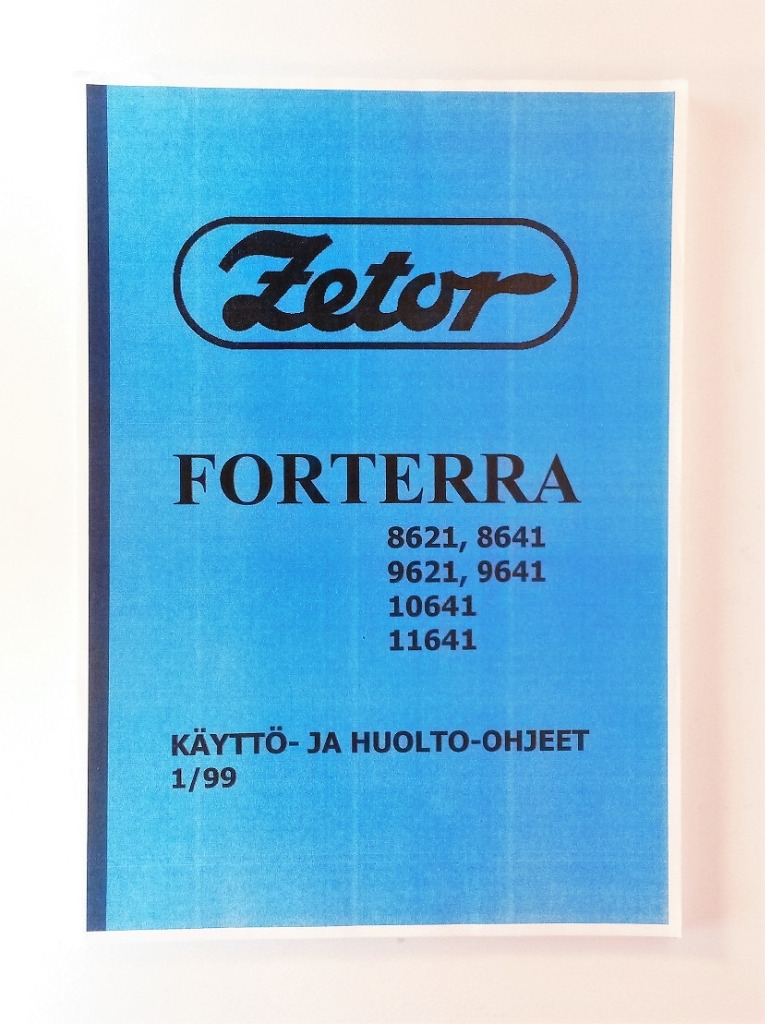 Zetor
FORTERRA
8621, 8641
9621, 9641
10641
11641
KÄYTTÖ- JA HUOLTO-OHJEET
1/99